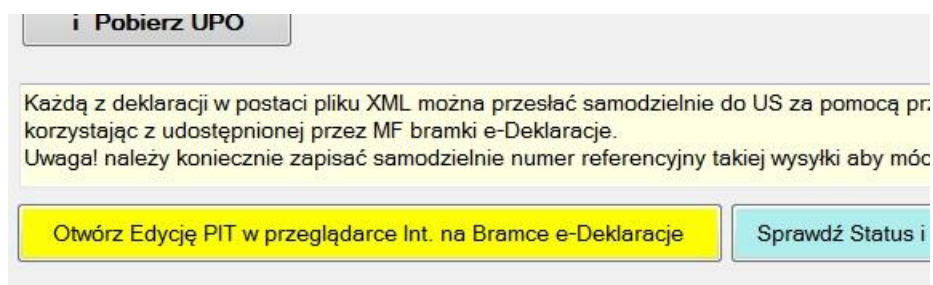 i Pobierz UPO
Każdą z deklaracji w postaci pliku XML można przesłać samodzielnie do US za pomocą
korzystając z udostępnionej przez MF bramki e-Deklaracje.
Uwaga! należy koniecznie zapisać samodzielnie numer referencyjny takiej wysyłki aby móc
Otwórz Edycję PIT w przeglądarce Int. na Bramce e-Deklaracje
Sprawdź Status i